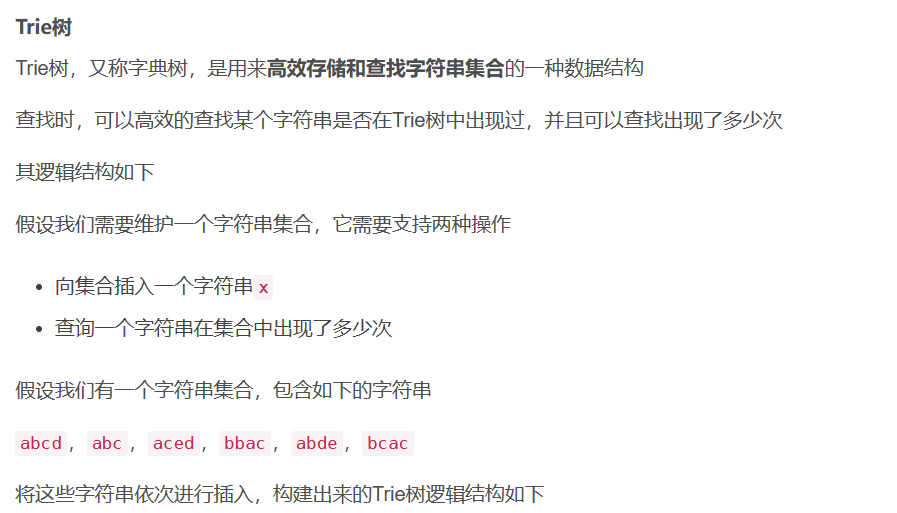 Trie树
Trie树，又称字典树，是用来高效存储和查找字符串集合的一种数据结构
查找时，可以高效的查找某个字符串是否在Trie树中出现过，并且可以查找出现了多少次
其逻辑结构如下
假设我们需要维护一个字符串集合，它需要支持两种操作
• 向集合插入一个字符串x
• 查询一个字符串在集合中出现了多少次
假设我们有一个字符串集合，包含如下的字符串
abcd，abc，aced，bbac，abde，bcac
将这些字符串依次进行插入，构建出来的Trie树逻辑结构如下